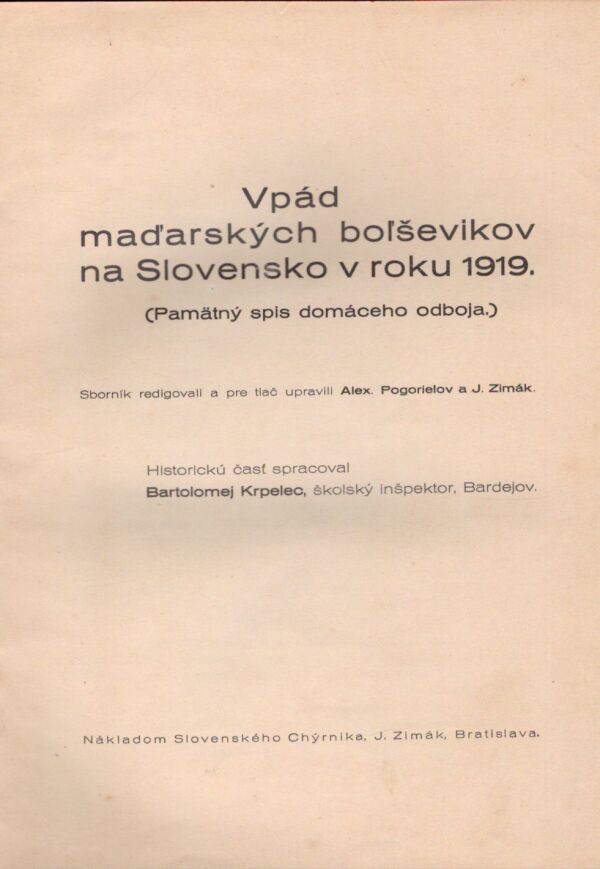 Vpád
maďarských boľševikov
na Slovensko v roku 1919.
(Pamätný spis domáceho odboja.)
Sborník redigovali a pre tlač upravili Alex. Pogorielov a J. Zimák.
Historickú časť spracoval
Bartolomej Krpelec, školský inšpektor, Bardejov.
Nákladom Slovenského Chýrnika, J. Zimák, Bratislava.